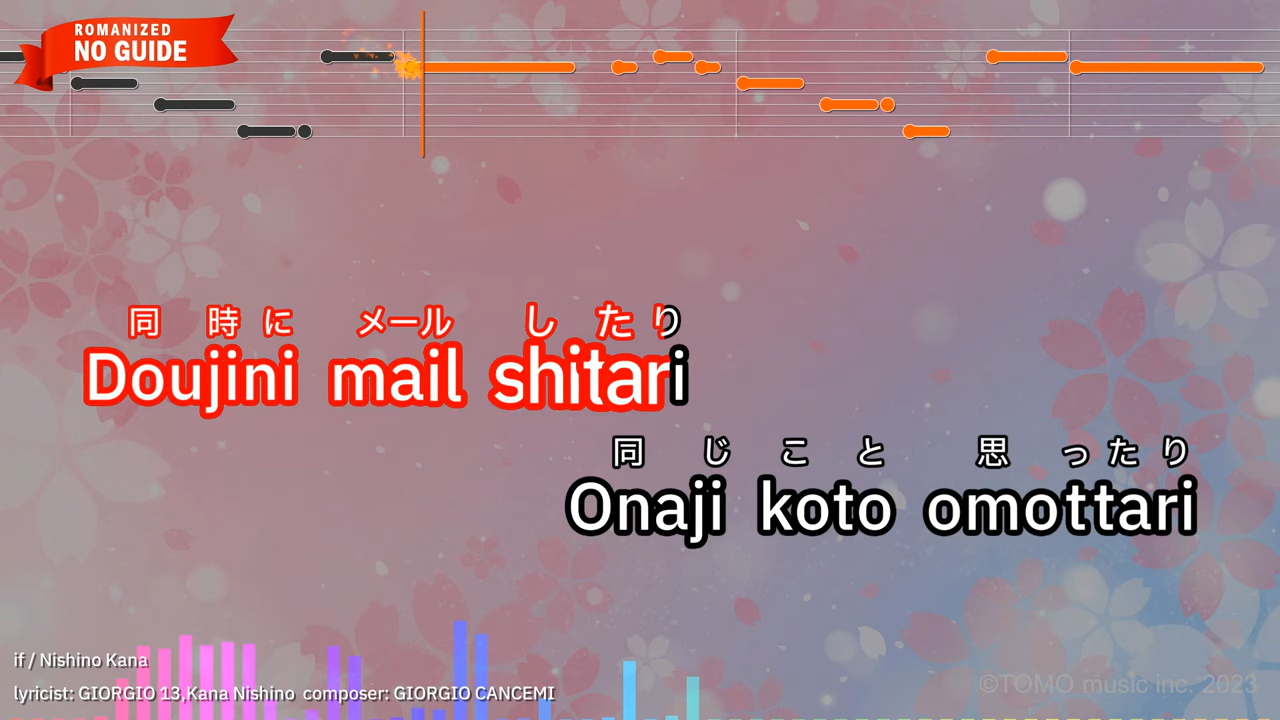 ROMANIZED
NO GUIDE
同時にメールしたり
Doujini mail shitari
同じこと思ったり
Onaji koto omottari
if / Nishino Kana
lyricist: GIORGIO 13,Kana Nishino composer: GIORGIO CANCEMI
©TOMO music inc. 2023